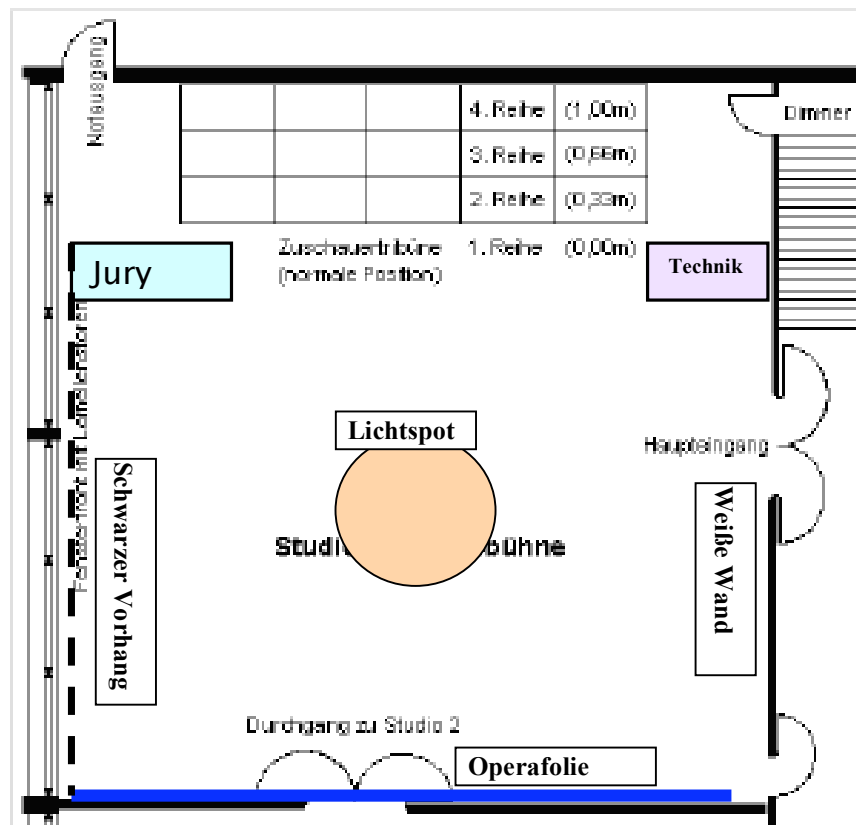 Notausgang
4. Reihe (1,00m)
Dimmer
3. Reihe (0,66m)
2. Reihe (0,33m)
Zuschauertribüne 1. Reihe (0,00m)
(normale Position)
Jury
Technik
Fensterfront mit
Lichtspot
Haupteingang
Schwarzer Vorhang
Weiße Wand
bühne
Durchgang zu Studio 2
Operafolie